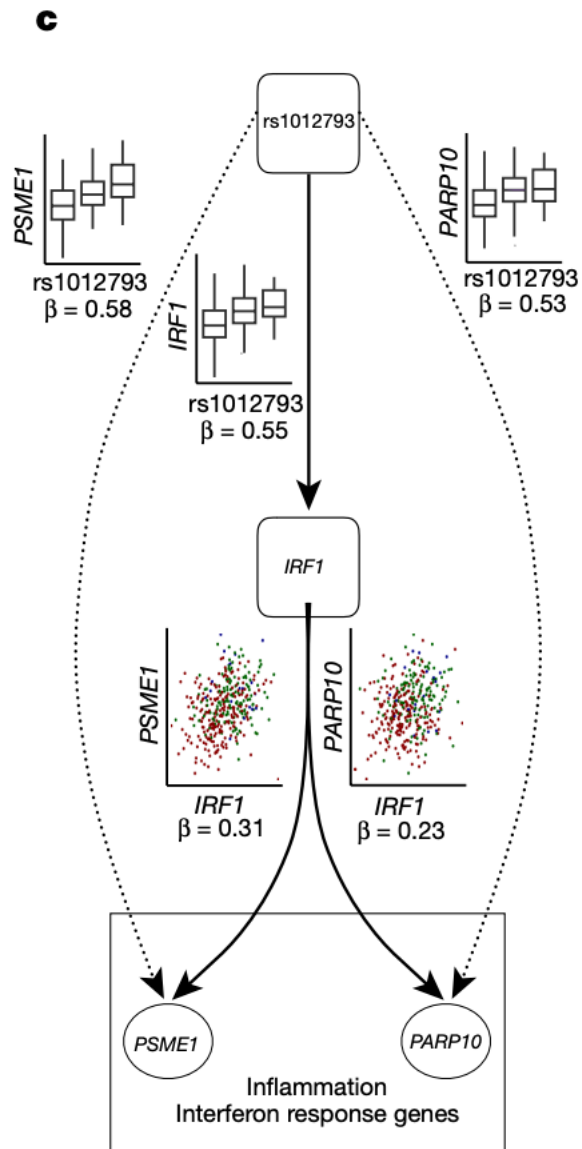 c
rs1012793
PSME1
rs1012793
β = 0.58
PARP10
rs1012793
β = 0.53
IRF1
rs1012793
β = 0.55
IRF1
PSME1
IRF1
β = 0.31
PARP10
IRF1
β = 0.23
PSME1
PARP10
Inflammation
Interferon response genes